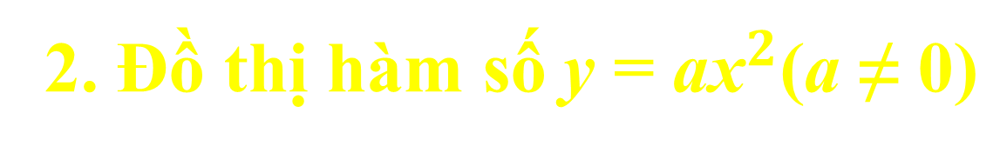 2. Đồ thị hàm số y = ax²(a ≠ 0)